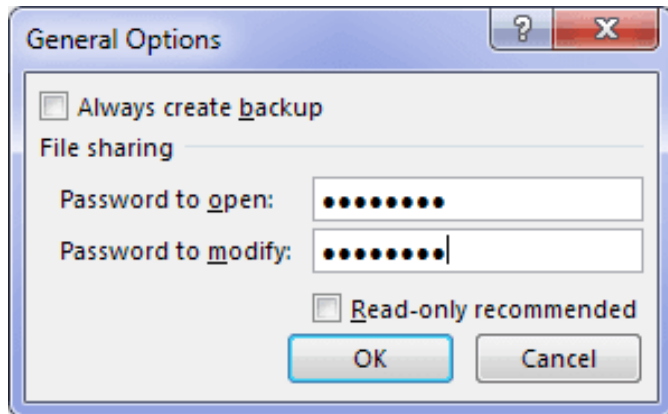 General Options
Always create backup
File sharing
Password to open: ●●●●●●●●
Password to modify: ●●●●●●●●
Read-only recommended
OK Cancel